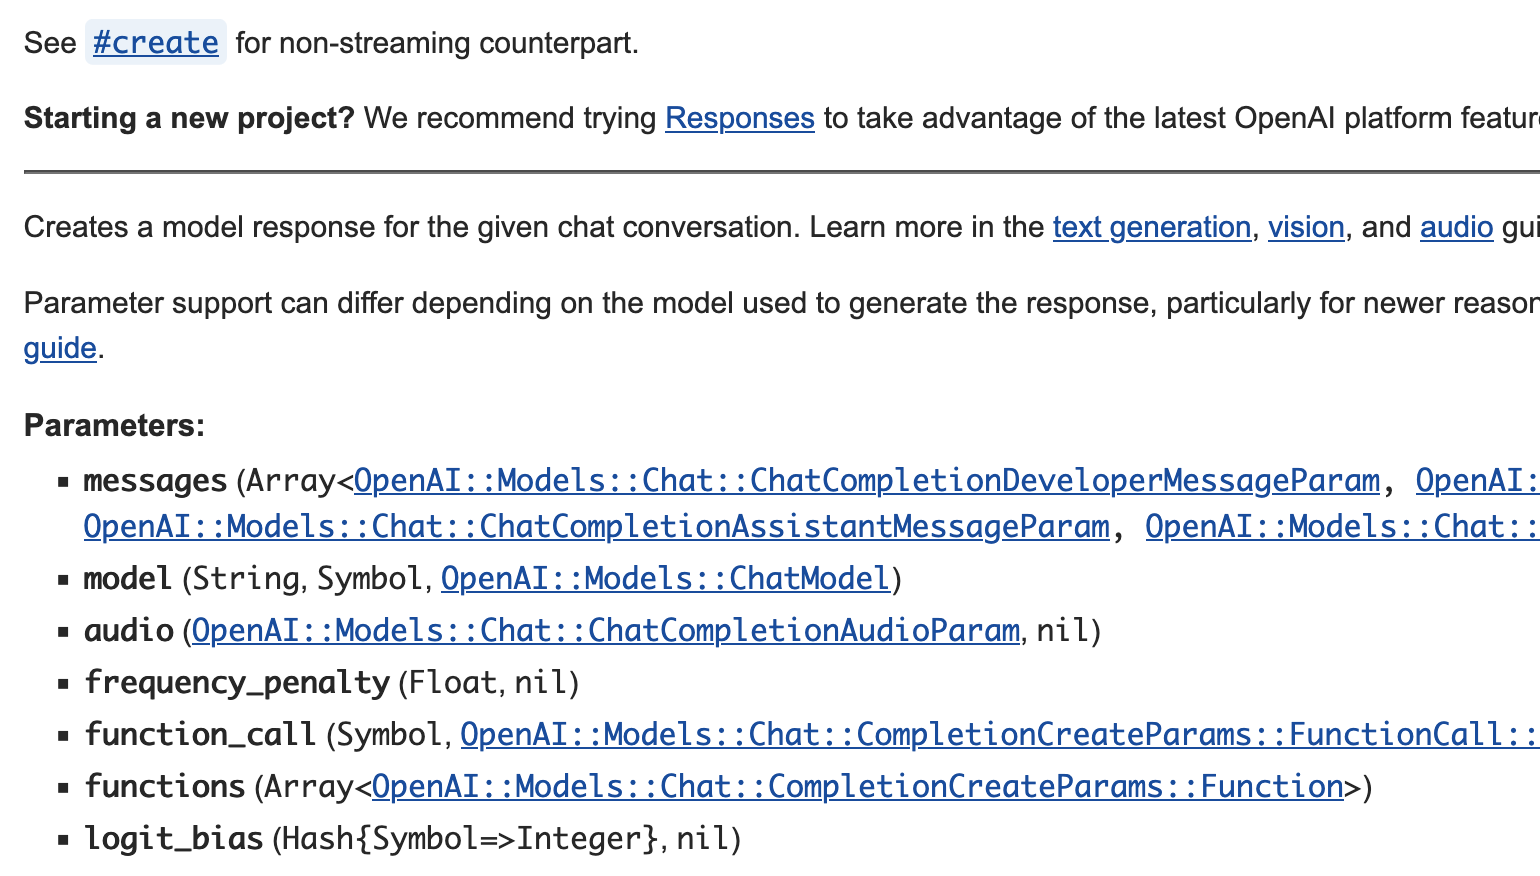 See #create for non-streaming counterpart.
Starting a new project? We recommend trying Responses to take advantage of the latest OpenAI platform
Creates a model response for the given chat conversation. Learn more in the text generation, vision, and audio
Parameter support can differ depending on the model used to generate the response, particularly for newer
guide.
Parameters:
▪ messages (Array<OpenAI::Models::Chat::ChatCompletionDeveloperMessageParam, OpenAI:
OpenAI::Models::Chat::ChatCompletionAssistantMessageParam, OpenAI::Models::Chat::
▪ model (String, Symbol, OpenAI::Models::ChatModel)
▪ audio (OpenAI::Models::Chat::ChatCompletionAudioParam, nil)
▪ frequency_penalty (Float, nil)
▪ function_call (Symbol, OpenAI::Models::Chat::CompletionCreateParams::FunctionCall::
▪ functions (Array<OpenAI::Models::Chat::CompletionCreateParams::Function>)
▪ logit_bias (Hash{Symbol=>Integer}, nil)